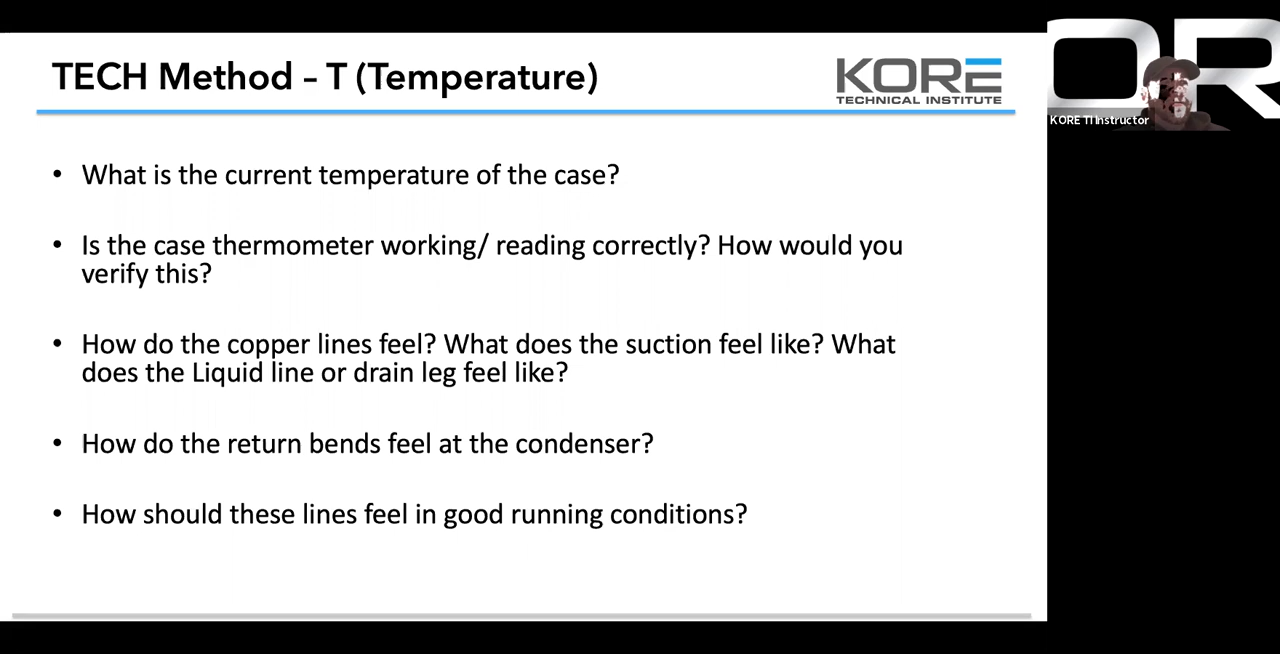 TECH Method – T (Temperature)
KORE
TECHNICAL INSTITUTE
OR
KORE TI Instructor
• What is the current temperature of the case?
• Is the case thermometer working/ reading correctly? How would you
verify this?
• How do the copper lines feel? What does the suction feel like? What
does the Liquid line or drain leg feel like?
• How do the return bends feel at the condenser?
• How should these lines feel in good running conditions?